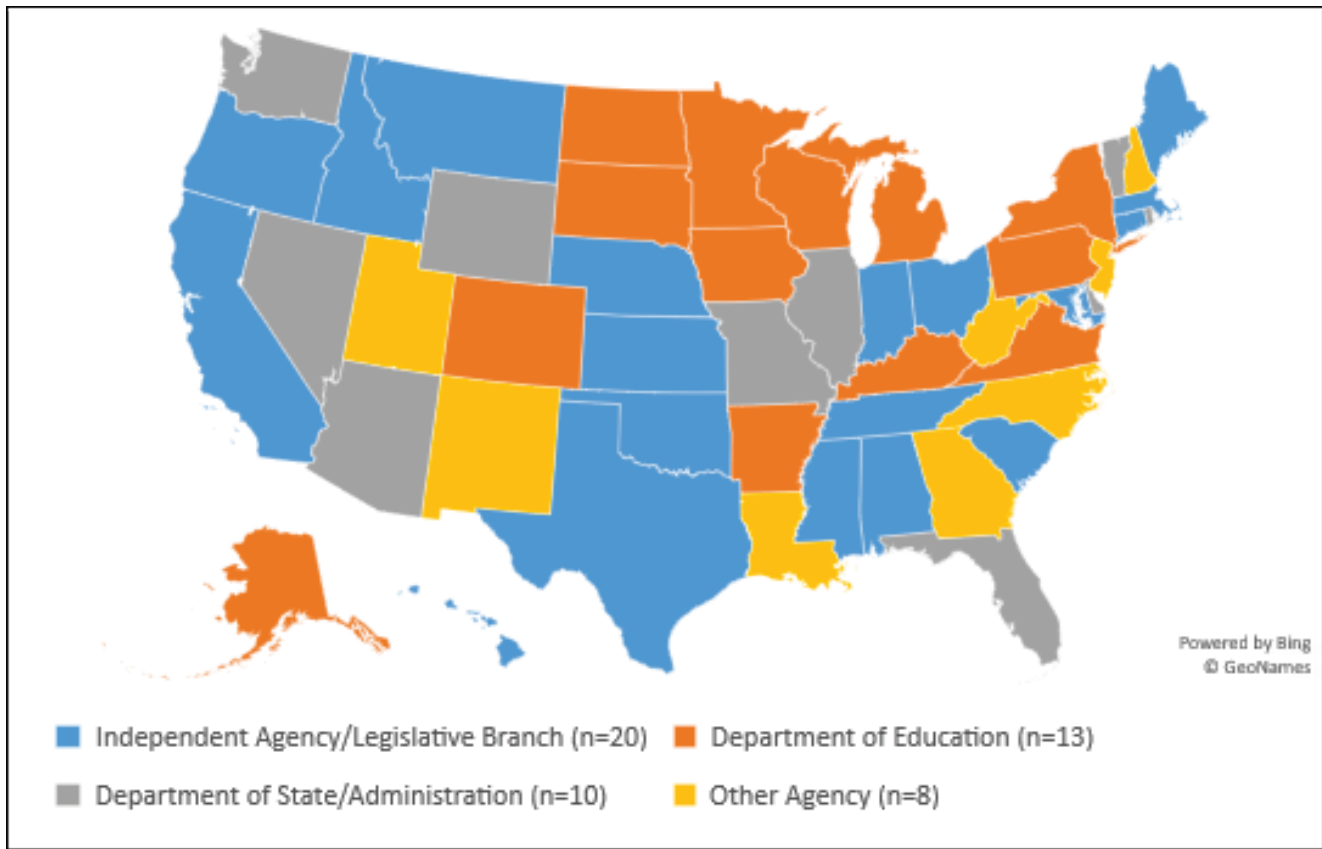 Powered by Bing
© GeoNames
Independent Agency/Legislative Branch (n=20)
Department of Education (n=13)
Department of State/Administration (n=10)
Other Agency (n=8)